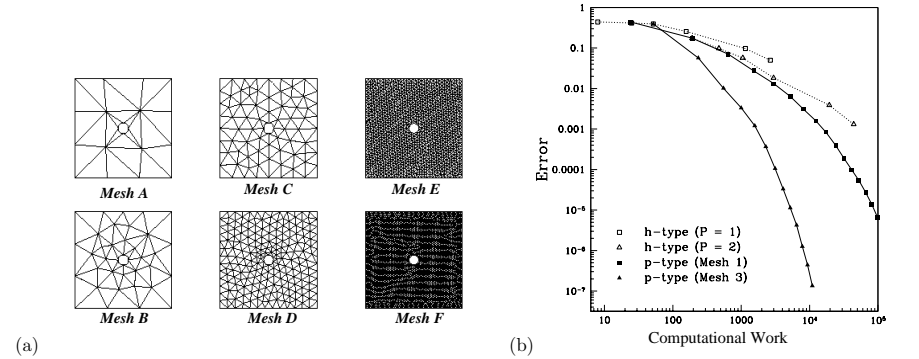 Mesh A
Mesh C
Mesh E
Mesh B
Mesh D
Mesh F
(a)
1
0.1
0.01
0.001
0.0001
10⁻⁵
10⁻⁶
10⁻⁷
Error
h-type (P = 1)
h-type (P = 2)
p-type (Mesh 1)
p-type (Mesh 3)
10
100
1000
10⁴
10⁵
Computational Work
(b)